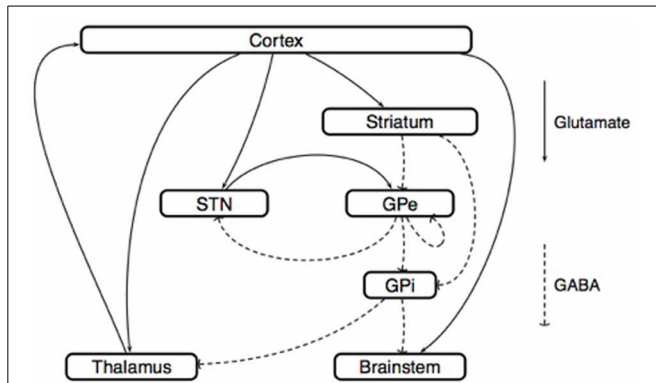 Cortex
Striatum
Glutamate
STN
GPe
GPi
GABA
Thalamus
Brainstem